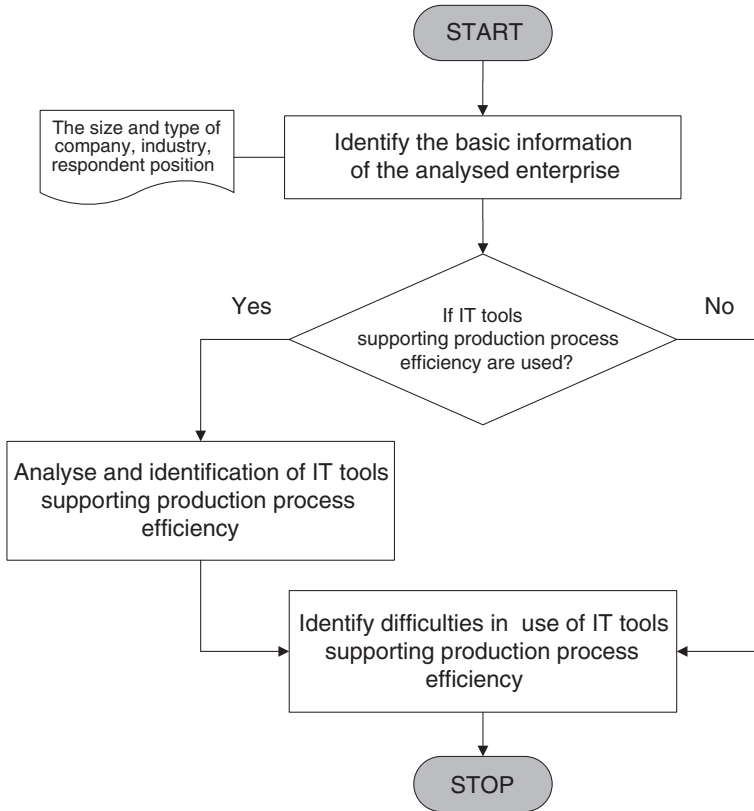 START
The size and type of
company, industry,
respondent position
Identify the basic information
of the analysed enterprise
Yes
If IT tools
supporting production process
efficiency are used?
No
Analyse and identification of IT tools
supporting production process
efficiency
Identify difficulties in use of IT tools
supporting production process
efficiency
STOP